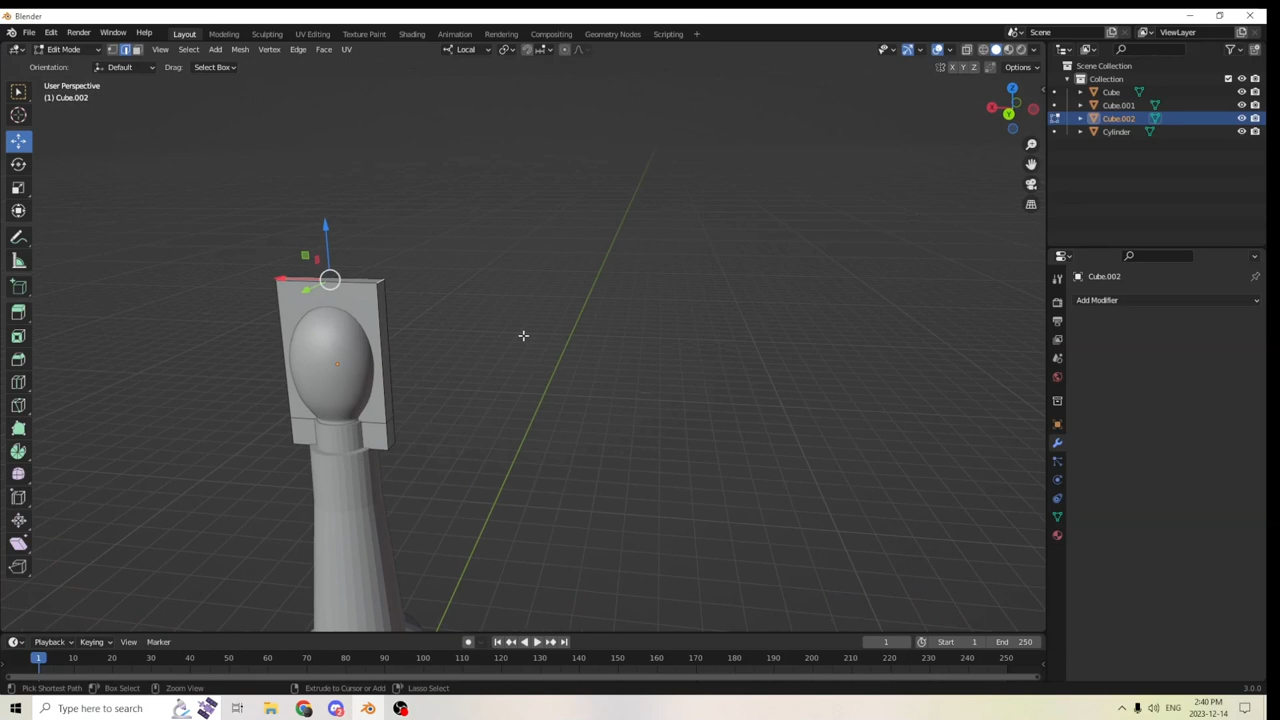 Blender
File Edit Render Window Help Layout Modeling Sculpting UV Editing Texture Paint Shading Animation Rendering Compositing Geometry Nodes Scripting + Scene ViewLayer
Edit Mode View Select Add Mesh Vertex Edge Face UV Local
Orientation: Default Drag: Select Box X Y Z Options
User Perspective
(1) Cube.002
Z
X
Y
Scene Collection
Collection
Cube
Cube.001
Cube.002
Cylinder
Cube.002
Add Modifier
Playback Keying View Marker 1 Start 1 End 250
1 10 20 30 40 50 60 70 80 90 100 110 120 130 140 150 160 170 180 190 200 210 220 230 240 250
Pick Shortest Path Box Select Zoom View Extrude to Cursor or Add Lasso Select 3.0.0
Type here to search ENG 2:40 PM
2023-12-14